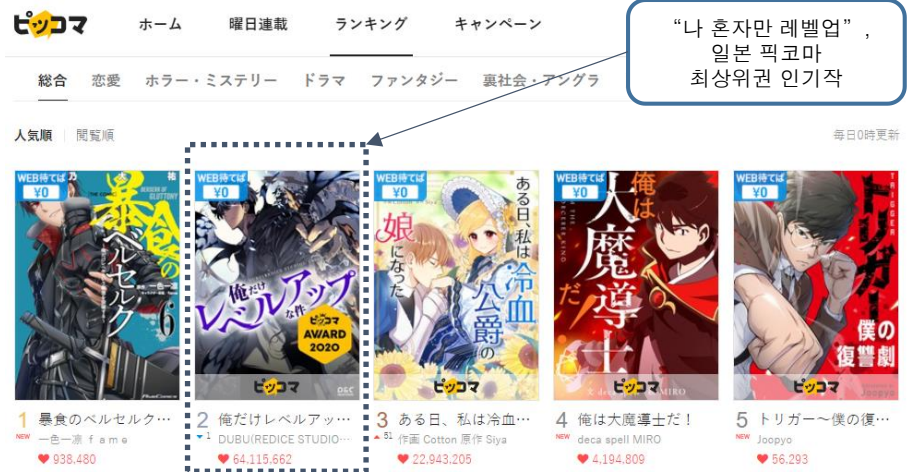 ピッコマ ホーム 曜日連載 ランキング キャンペーン
“나 혼자만 레벨업” ,
일본 픽코마
최상위권 인기작
総合 恋愛 ホラー・ミステリー ドラマ ファンタジー 裏社会・アングラ
人気順 閲覧順 毎日0時更新
WEB待てば
¥0
暴食の
ベルセルク
6
WEB待てば
¥0
俺だけ
レベルアップ
な件
ピッコマ
AWARD
2020
ピッコマ
WEB待てば
¥0
ある日、私は
冷血
公爵の
娘
になった
ピッコマ
WEB待てば
¥0
俺は
大魔導士
だ!
ピッコマ
MIRO
WEB待てば
¥0
TRIGGER
トリガー
僕の
復讐劇
ピッコマ
Joopyo
1 暴食のベルセルク…
NEW 一色一凛 ｆａｍｅ
938,480
2 俺だけレベルアッ…
1 DUBU(REDICE STUDIO…
64,115,662
3 ある日、私は冷血…
51 作画 Cotton 原作 Siya
22,943,205
4 俺は大魔導士だ！
NEW deca spell MIRO
4,194,809
5 トリガー～僕の復…
NEW Joopyo
56,293